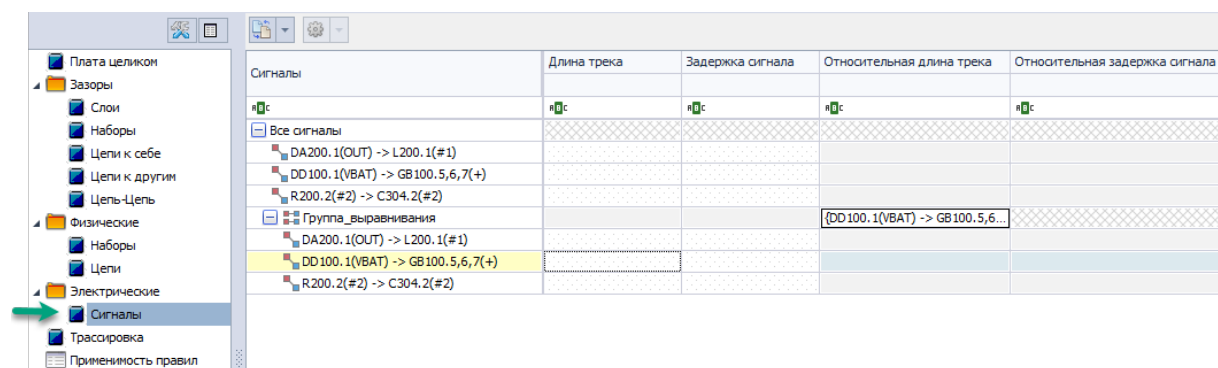 Плата целиком
Зазоры
Слои
Наборы
Цепи к себе
Цепи к другим
Цепь-Цепь
Физические
Наборы
Цепи
Электрические
Сигналы
Трассировка
Применимость правил
Сигналы
Длина трека
Задержка сигнала
Относительная длина трека
Относительная задержка сигнала
Все сигналы
DA200.1(OUT) -> L200.1(#1)
DD100.1(VBAT) -> GB100.5,6,7(+)
R200.2(#2) -> C304.2(#2)
Группа_выравнивания
{DD100.1(VBAT) -> GB100.5,6...
DA200.1(OUT) -> L200.1(#1)
DD100.1(VBAT) -> GB100.5,6,7(+)
R200.2(#2) -> C304.2(#2)